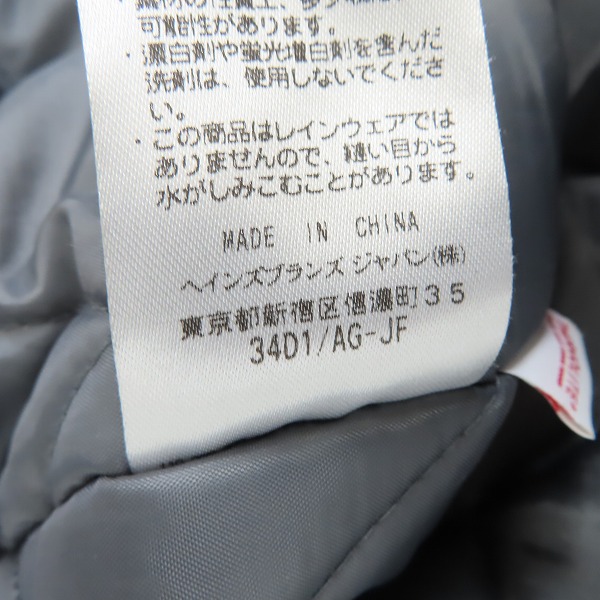 可能性があります。
・漂白剤や蛍光増白剤を含んだ
洗剤は、使用しないでくださ
い。
・この商品はレインウェアでは
ありませんので、縫い目から
水がしみこむことがあります。
MADE IN CHINA
ヘインズブランズ ジャパン(株)
東京都新宿区信濃町35
34D1/AG-JF